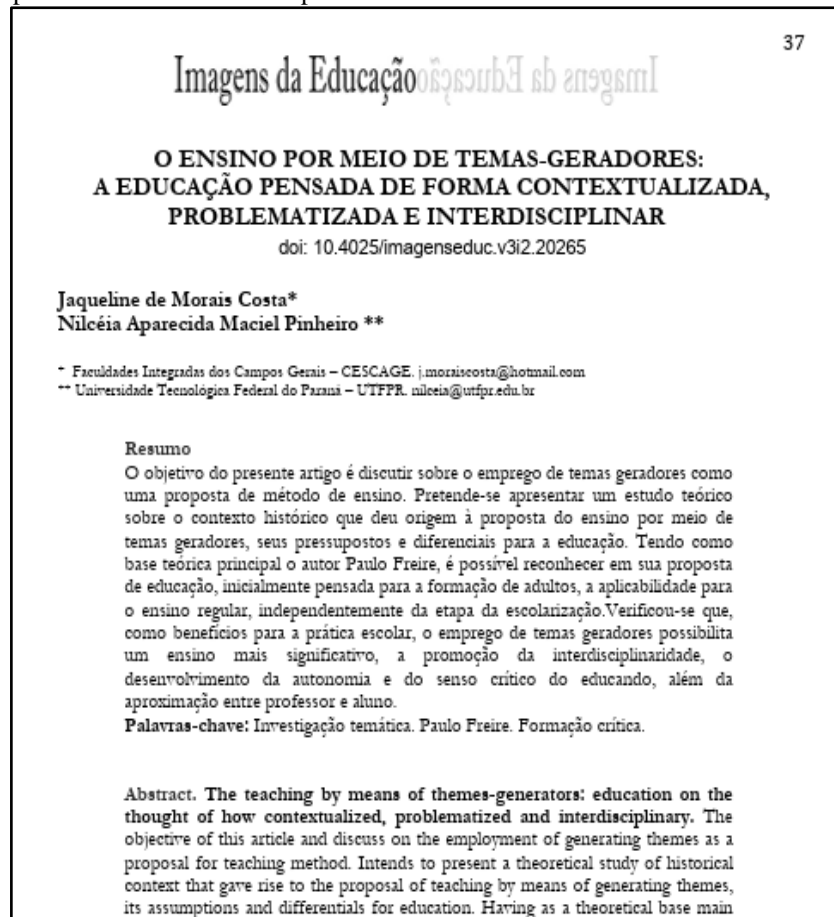 37
Imagens da Educação
O ENSINO POR MEIO DE TEMAS-GERADORES:
A EDUCAÇÃO PENSADA DE FORMA CONTEXTUALIZADA,
PROBLEMATIZADA E INTERDISCIPLINAR
doi: 10.4025/imagenseduc.v3i2.20265
Jaqueline de Morais Costa*
Nilcéia Aparecida Maciel Pinheiro **
* Faculdades Integradas dos Campos Gerais – CESCAGE. j.moraiscosta@hotmail.com
** Universidade Tecnológica Federal do Paraná – UTFPR. nilceia@utfpr.edu.br
Resumo
O objetivo do presente artigo é discutir sobre o emprego de temas geradores como
uma proposta de método de ensino. Pretende-se apresentar um estudo teórico
sobre o contexto histórico que deu origem à proposta do ensino por meio de
temas geradores, seus pressupostos e diferenciais para a educação. Tendo como
base teórica principal o autor Paulo Freire, é possível reconhecer em sua proposta
de educação, inicialmente pensada para a formação de adultos, a aplicabilidade para
o ensino regular, independentemente da etapa da escolarização.Verificou-se que,
como benefícios para a prática escolar, o emprego de temas geradores possibilita
um ensino mais significativo, a promoção da interdisciplinaridade, o
desenvolvimento da autonomia e do senso crítico do educando, além da
aproximação entre professor e aluno.
Palavras-chave: Investigação temática. Paulo Freire. Formação crítica.
Abstract. The teaching by means of themes-generators: education on the
thought of how contextualized, problematized and interdisciplinary. The
objective of this article and discuss on the employment of generating themes as a
proposal for teaching method. Intends to present a theoretical study of historical
context that gave rise to the proposal of teaching by means of generating themes,
its assumptions and differentials for education. Having as a theoretical base main